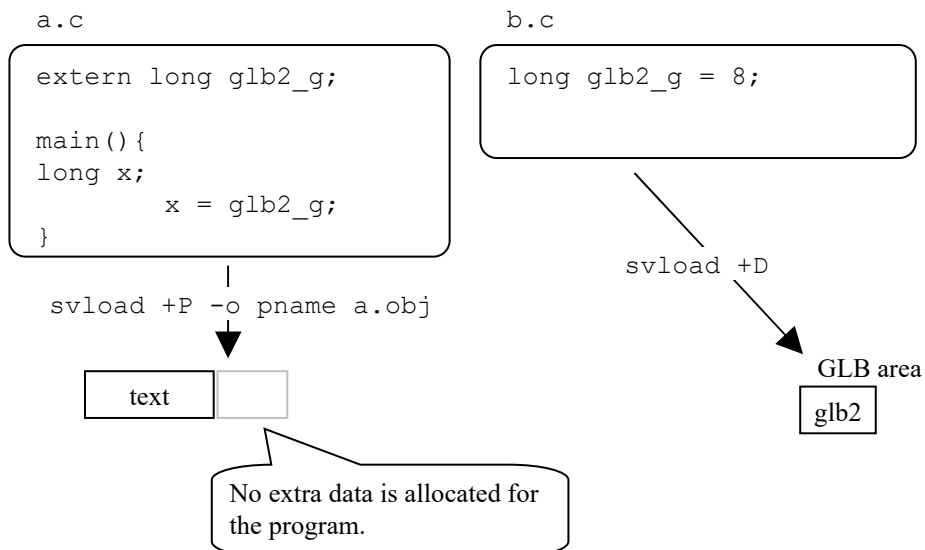 a.c
extern long glb2_g;
main(){
long x;
x = glb2_g;
}
b.c
long glb2_g = 8;
svload +P -o pname a.obj
svload +D
text
GLB area
glb2
No extra data is allocated for
the program.